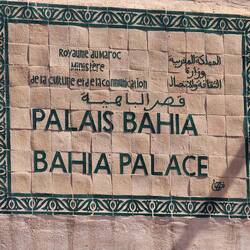 Royaume du Maroc
Ministère
de la culture et de la communication
المملكة المغربية
وزارة
الثقافة والاتصال
قصر الباهية
PALAIS BAHIA
BAHIA PALACE